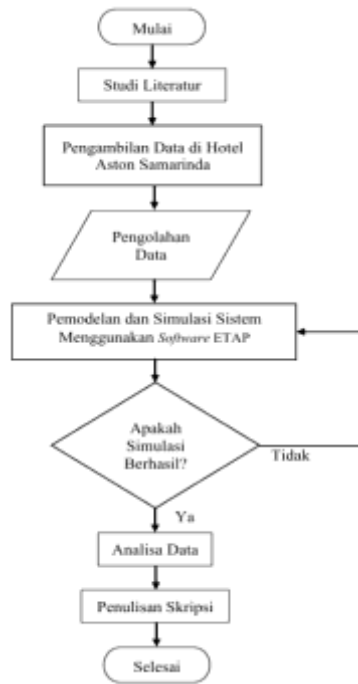 Mulai
Studi Literatur
Pengambilan Data di Hotel
Aston Samarinda
Pengolahan
Data
Pemodelan dan Simulasi Sistem
Menggunakan Software ETAP
Apakah
Simulasi
Berhasil?
Tidak
Ya
Analisa Data
Penulisan Skripsi
Selesai